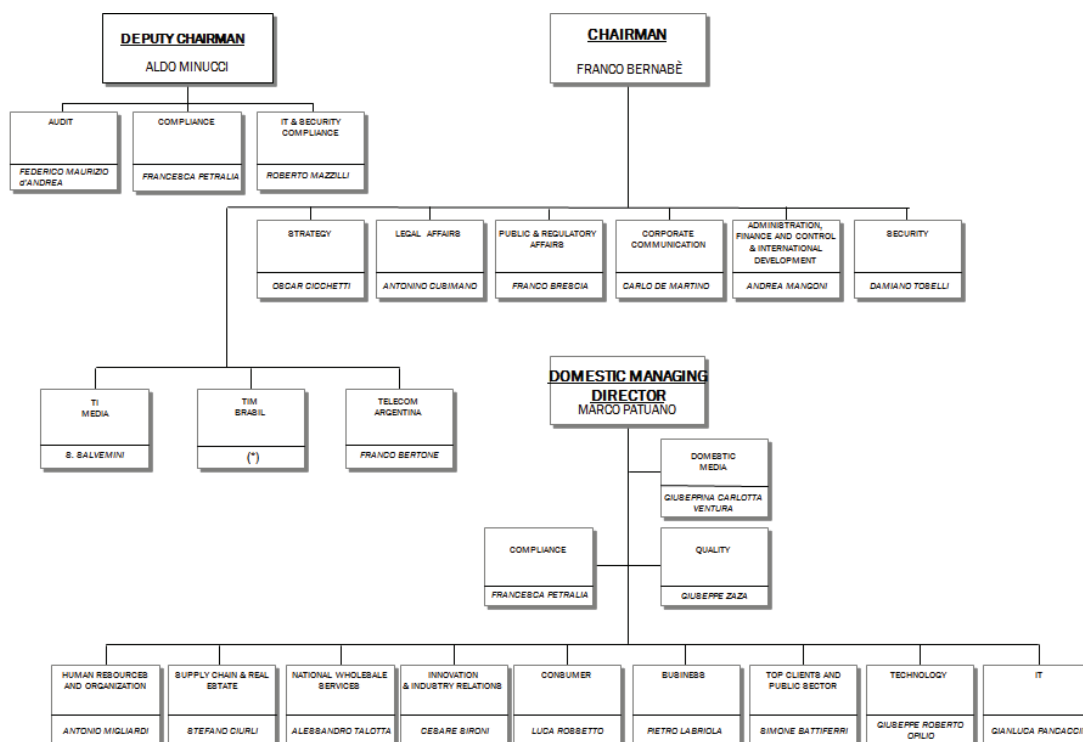 DEPUTY CHAIRMAN
ALDO MINUCCI
CHAIRMAN
FRANCO BERNABÈ
AUDIT
FEDERICO MAURIZIO
d'ANDREA
COMPLIANCE
FRANCESCA PETRALIA
IT & SECURITY
COMPLIANCE
ROBERTO MAZZILLI
STRATEGY
OSCAR CICCHETTI
LEGAL AFFAIRS
ANTONINO CUSIMANO
PUBLIC & REGULATORY
AFFAIRS
FRANCO BRESCIA
CORPORATE
COMMUNICATION
CARLO DE MARTINO
ADMINISTRATION,
FINANCE AND CONTROL
& INTERNATIONAL
DEVELOPMENT
ANDREA MANGONI
SECURITY
DAMIANO TOSELLI
TI
MEDIA
S. SALVEMINI
TIM
BRASIL
(*)
TELECOM
ARGENTINA
FRANCO BERTONE
DOMESTIC MANAGING
DIRECTOR
MARCO PATUANO
DOMESTIC
MEDIA
GIUSEPPINA CARLOTTA
VENTURA
COMPLIANCE
FRANCESCA PETRALIA
QUALITY
GIUSEPPE ZAZA
HUMAN RESOURCES
AND ORGANIZATION
ANTONIO MIGLIARDI
SUPPLY CHAIN & REAL
ESTATE
STEFANO CIURLI
NATIONAL WHOLESALE
SERVICES
ALESSANDRO TALOTTA
INNOVATION
& INDUSTRY RELATIONS
CESARE SIRONI
CONSUMER
LUCA ROSSETTO
BUSINESS
PIETRO LABRIOLA
TOP CLIENTS AND
PUBLIC SECTOR
SIMONE BATTIFERRI
TECHNOLOGY
GIUSEPPE ROBERTO
OPILIO
IT
GIANLUCA PANCACCINI